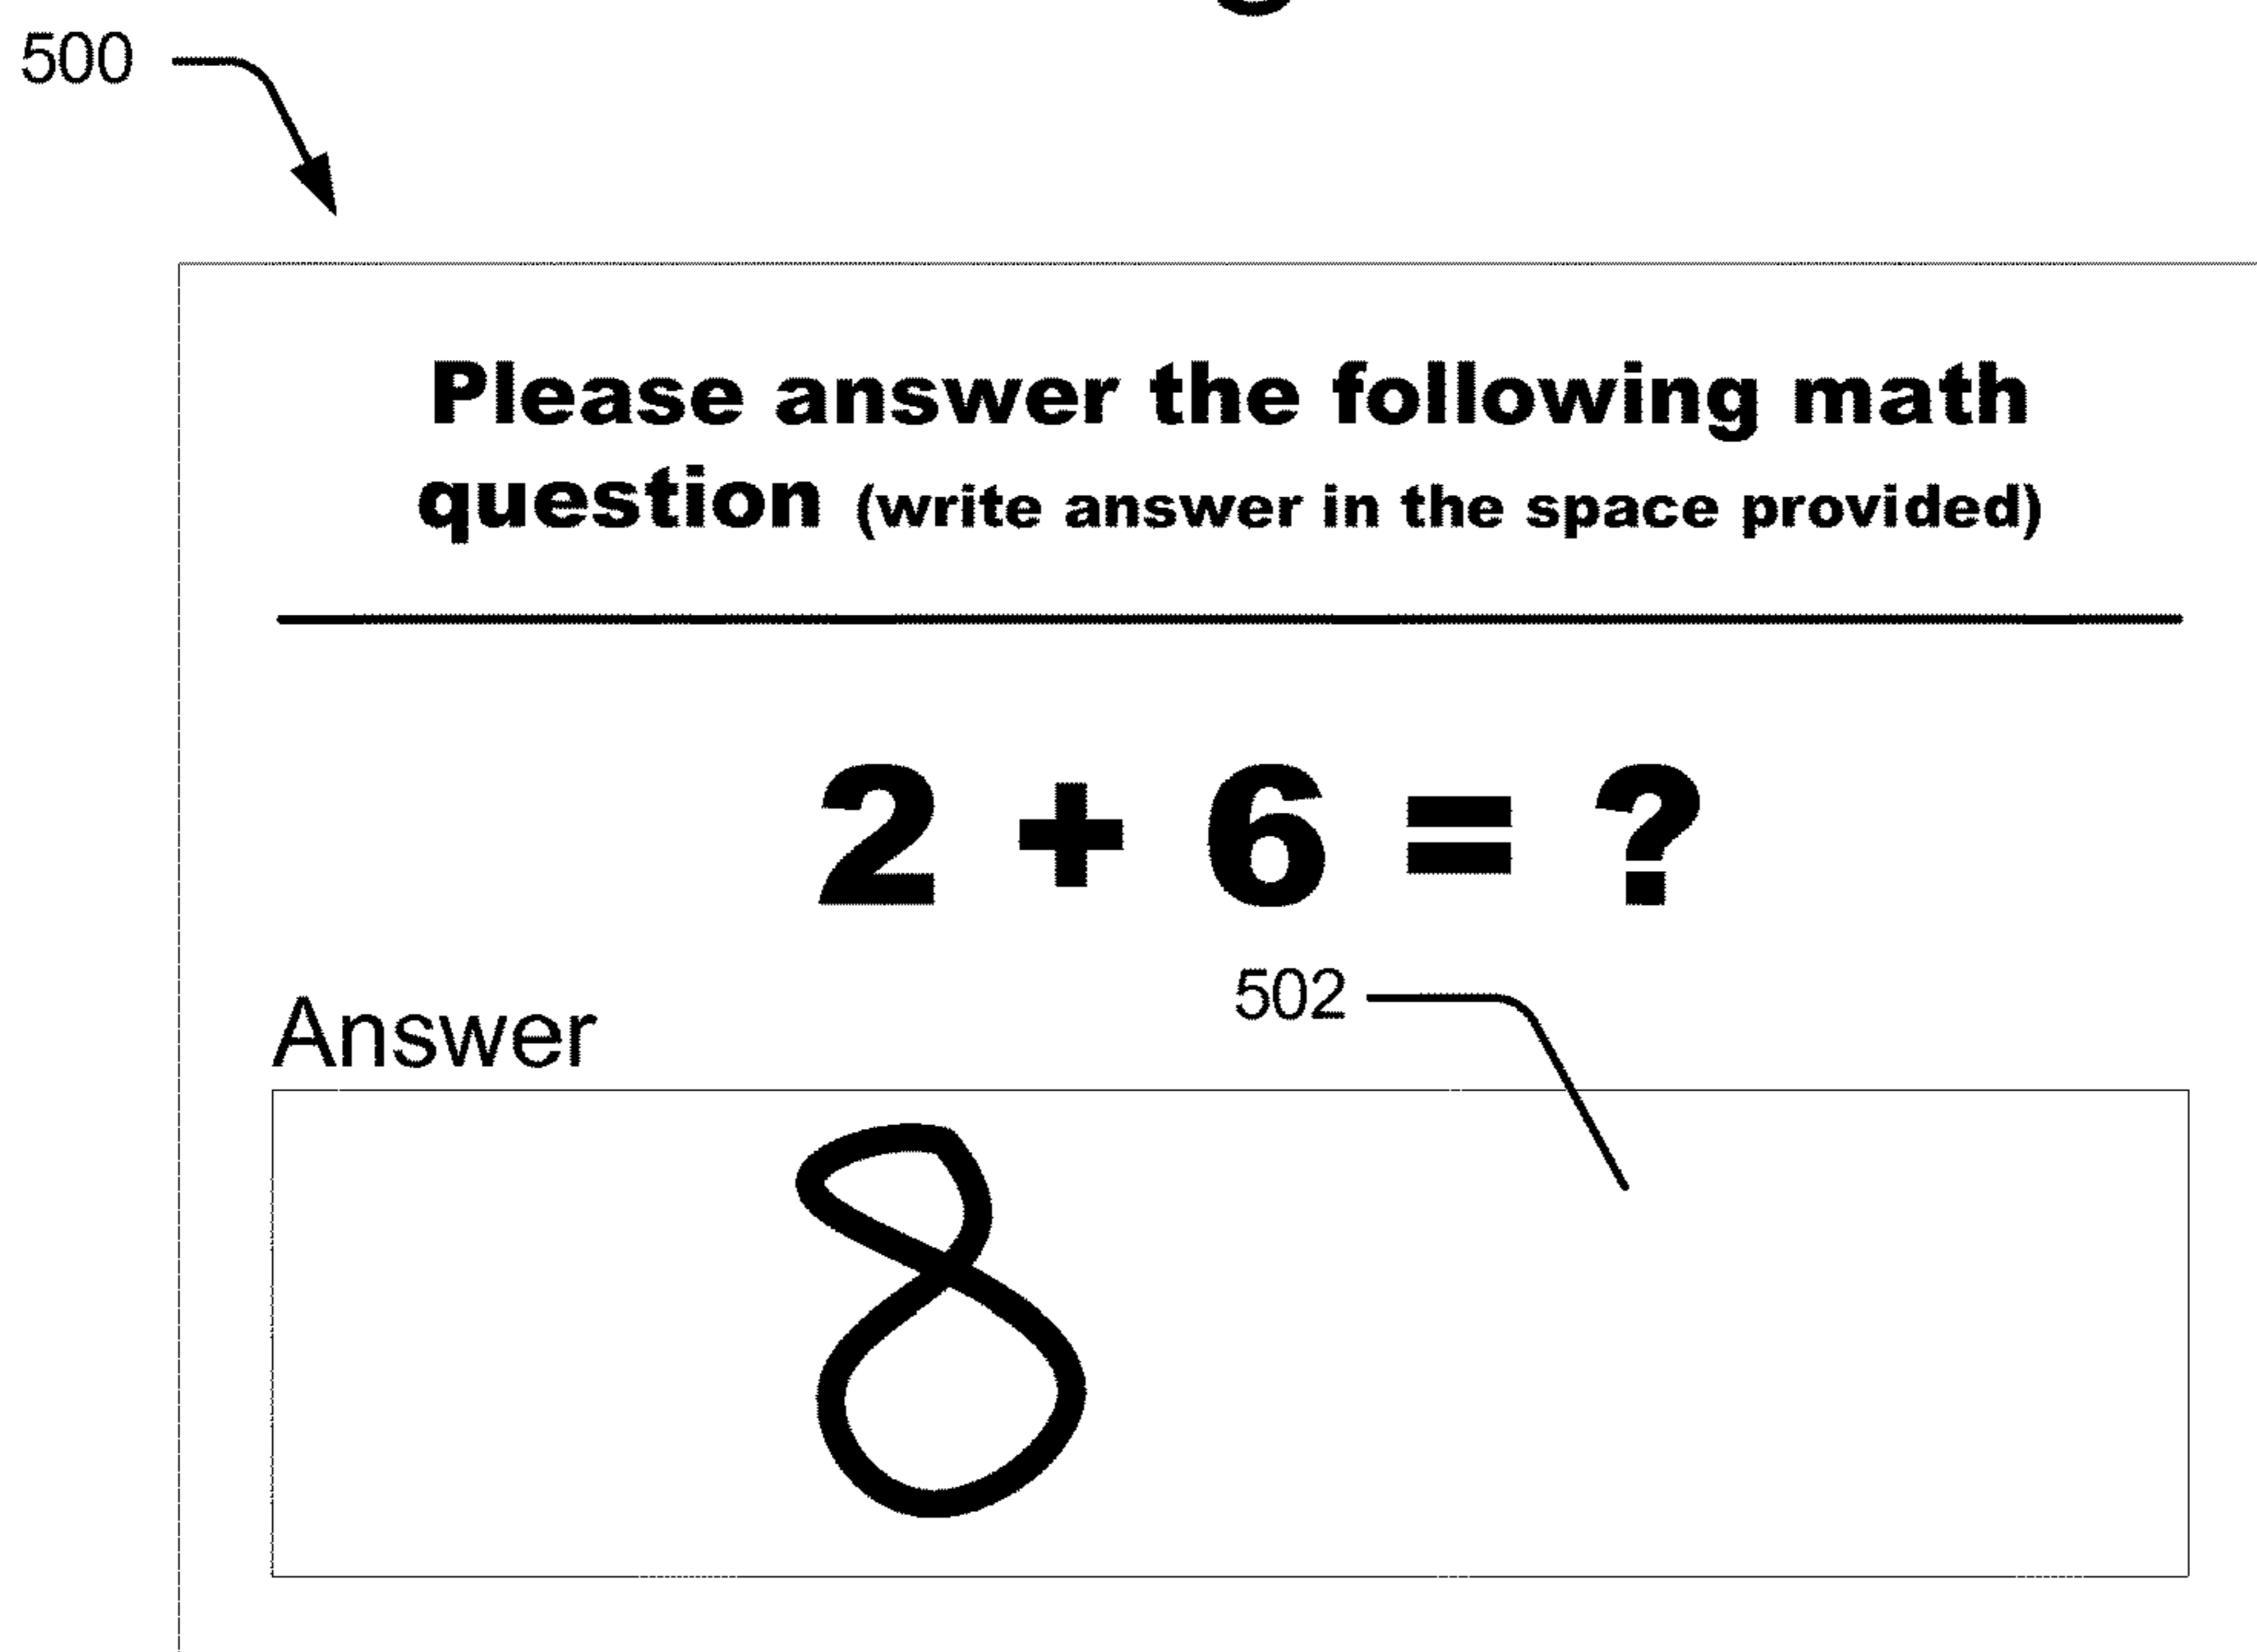 500
Please answer the following math
question (write answer in the space provided)
2 + 6 = ?
502
Answer
8